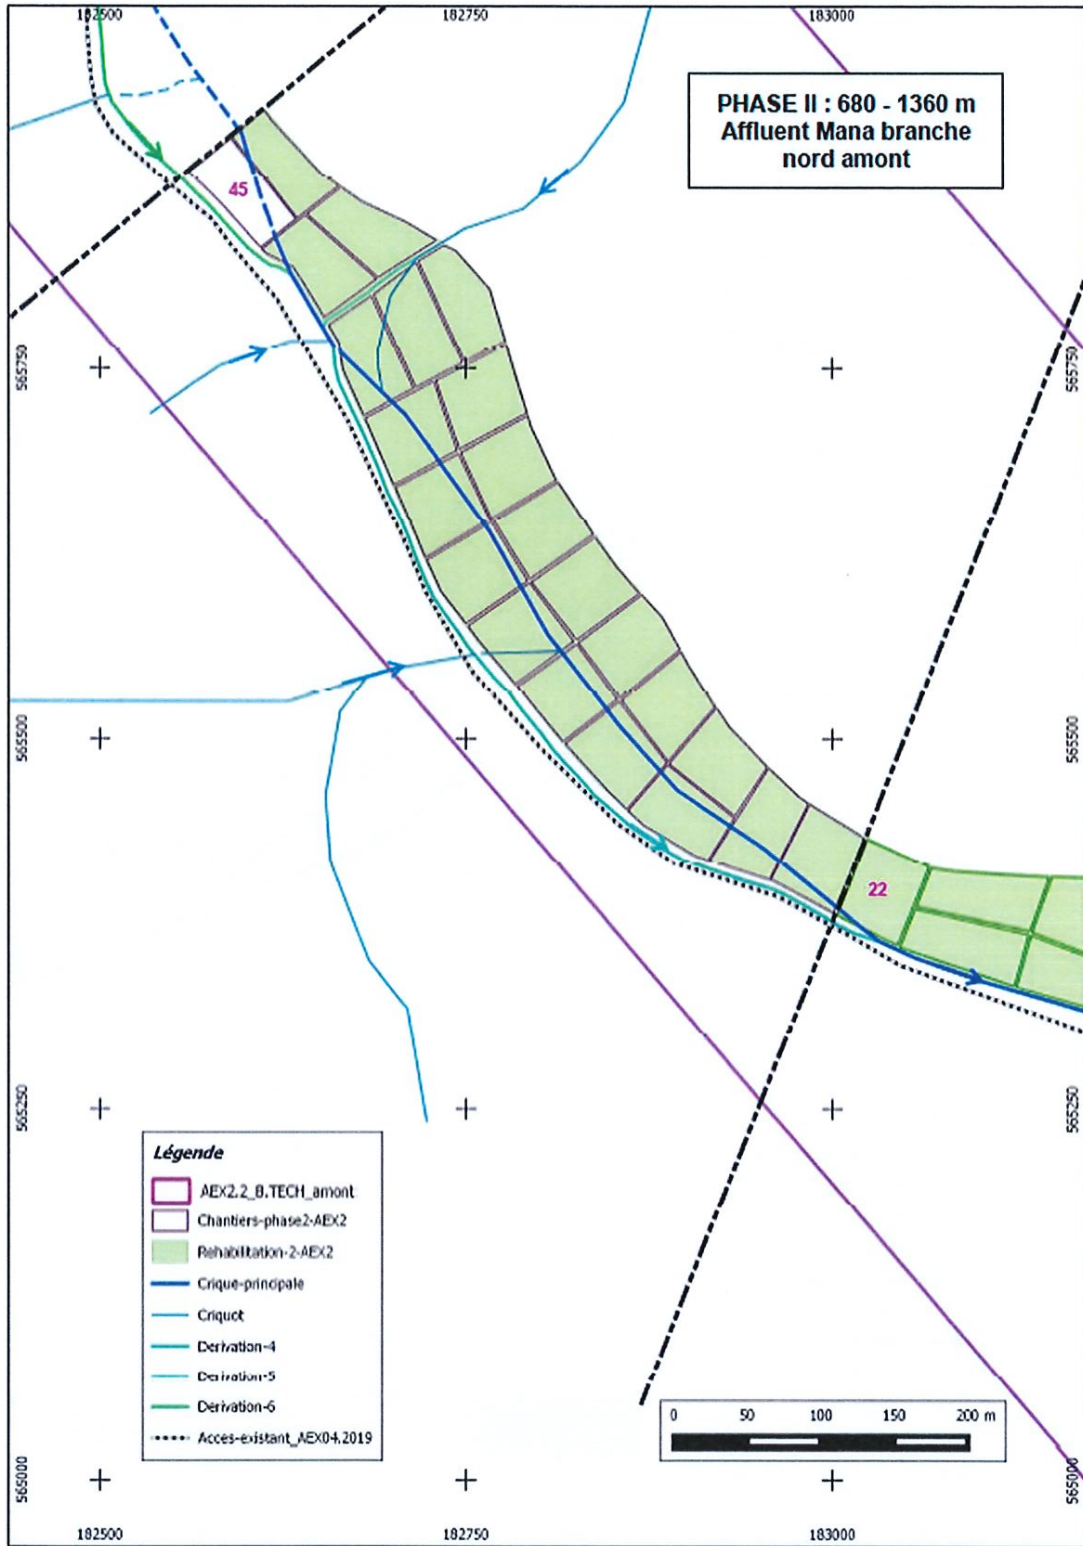 182500
182750
183000
PHASE II : 680 - 1360 m
Affluent Mana branche
nord amont
45
565750
565750
565500
565500
22
565250
565250
Légende
AEX2.2_B.TECH_amont
Chantiers-phase2-AEX2
Rehabilitation-2-AEX2
Crique-principale
Criquot
Derivation-4
Derivation-5
Derivation-6
Acces-existant_AEX04.2019
0 50 100 150 200 m
565000
565000
182500
182750
183000